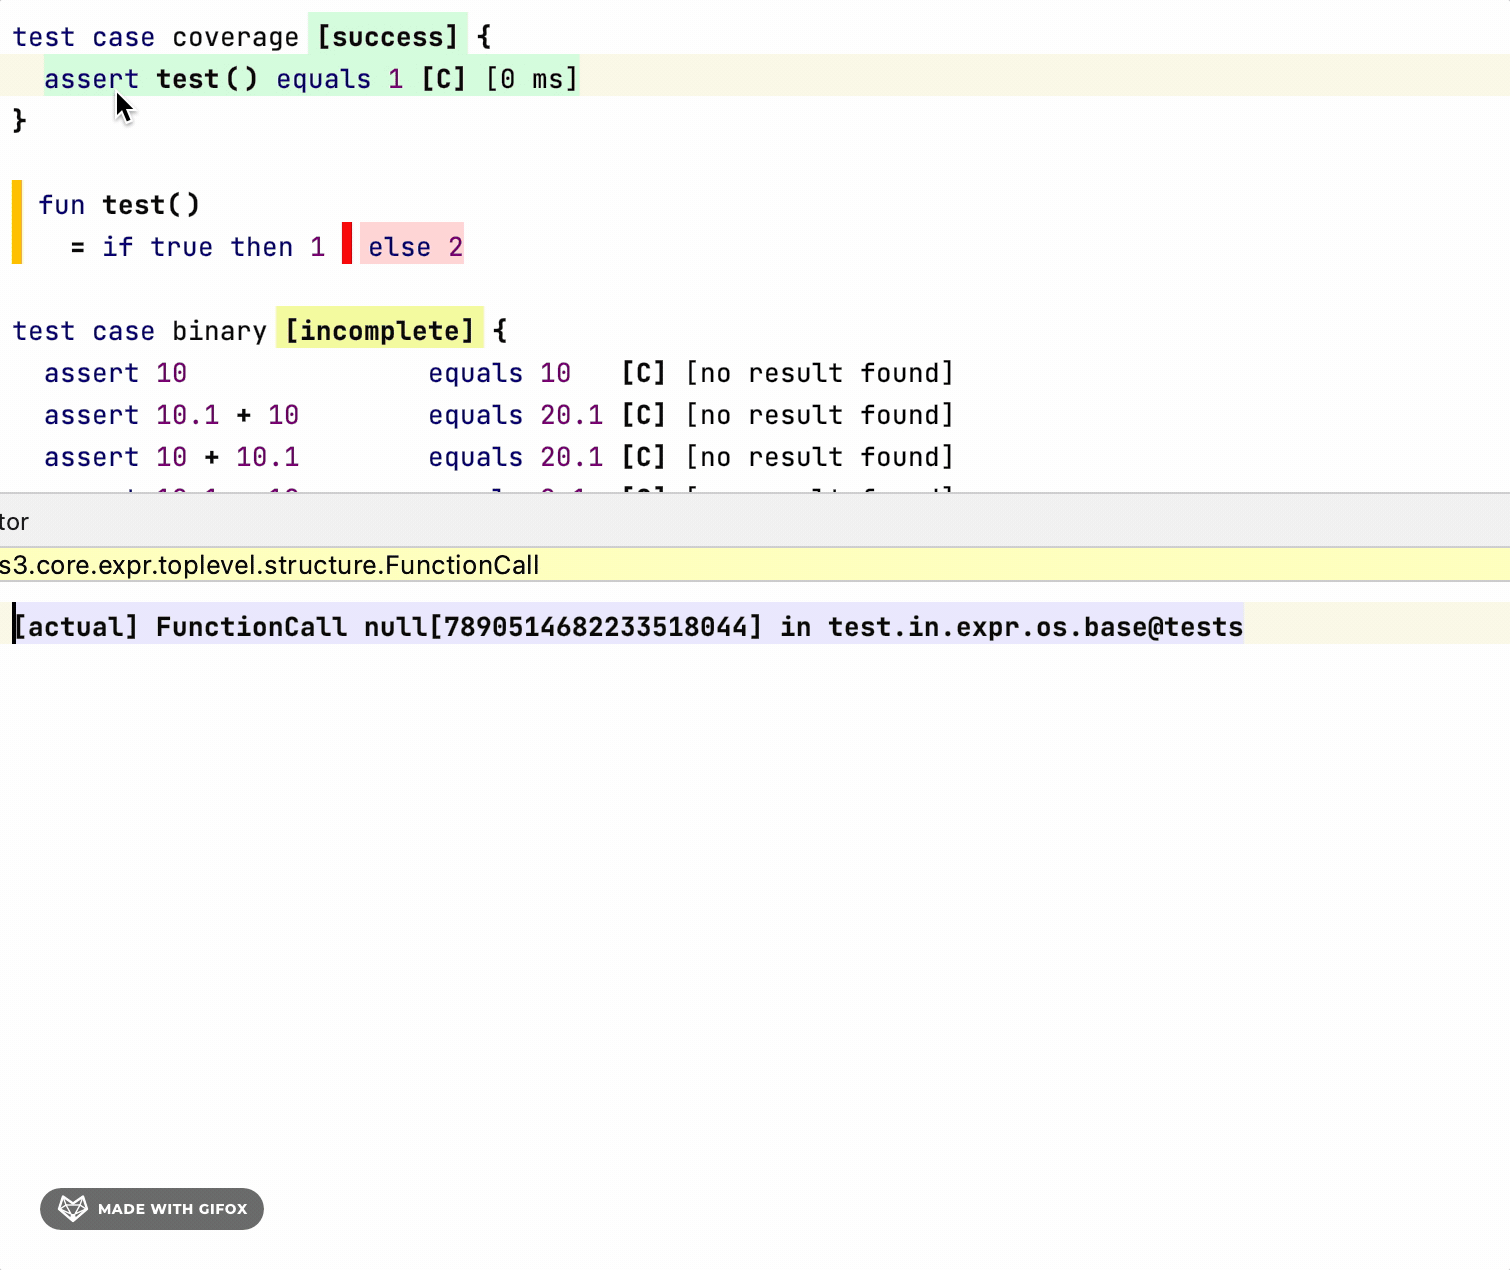 test case coverage [success] {
assert test() equals 1 [C] [0 ms]
}
fun test()
= if true then 1 else 2
test case binary [incomplete] {
assert 10 equals 10 [C] [no result found]
assert 10.1 + 10 equals 20.1 [C] [no result found]
assert 10 + 10.1 equals 20.1 [C] [no result found]
tor
s3.core.expr.toplevel.structure.FunctionCall
[actual] FunctionCall null[7890514682233518044] in test.in.expr.os.base@tests
MADE WITH GIFOX